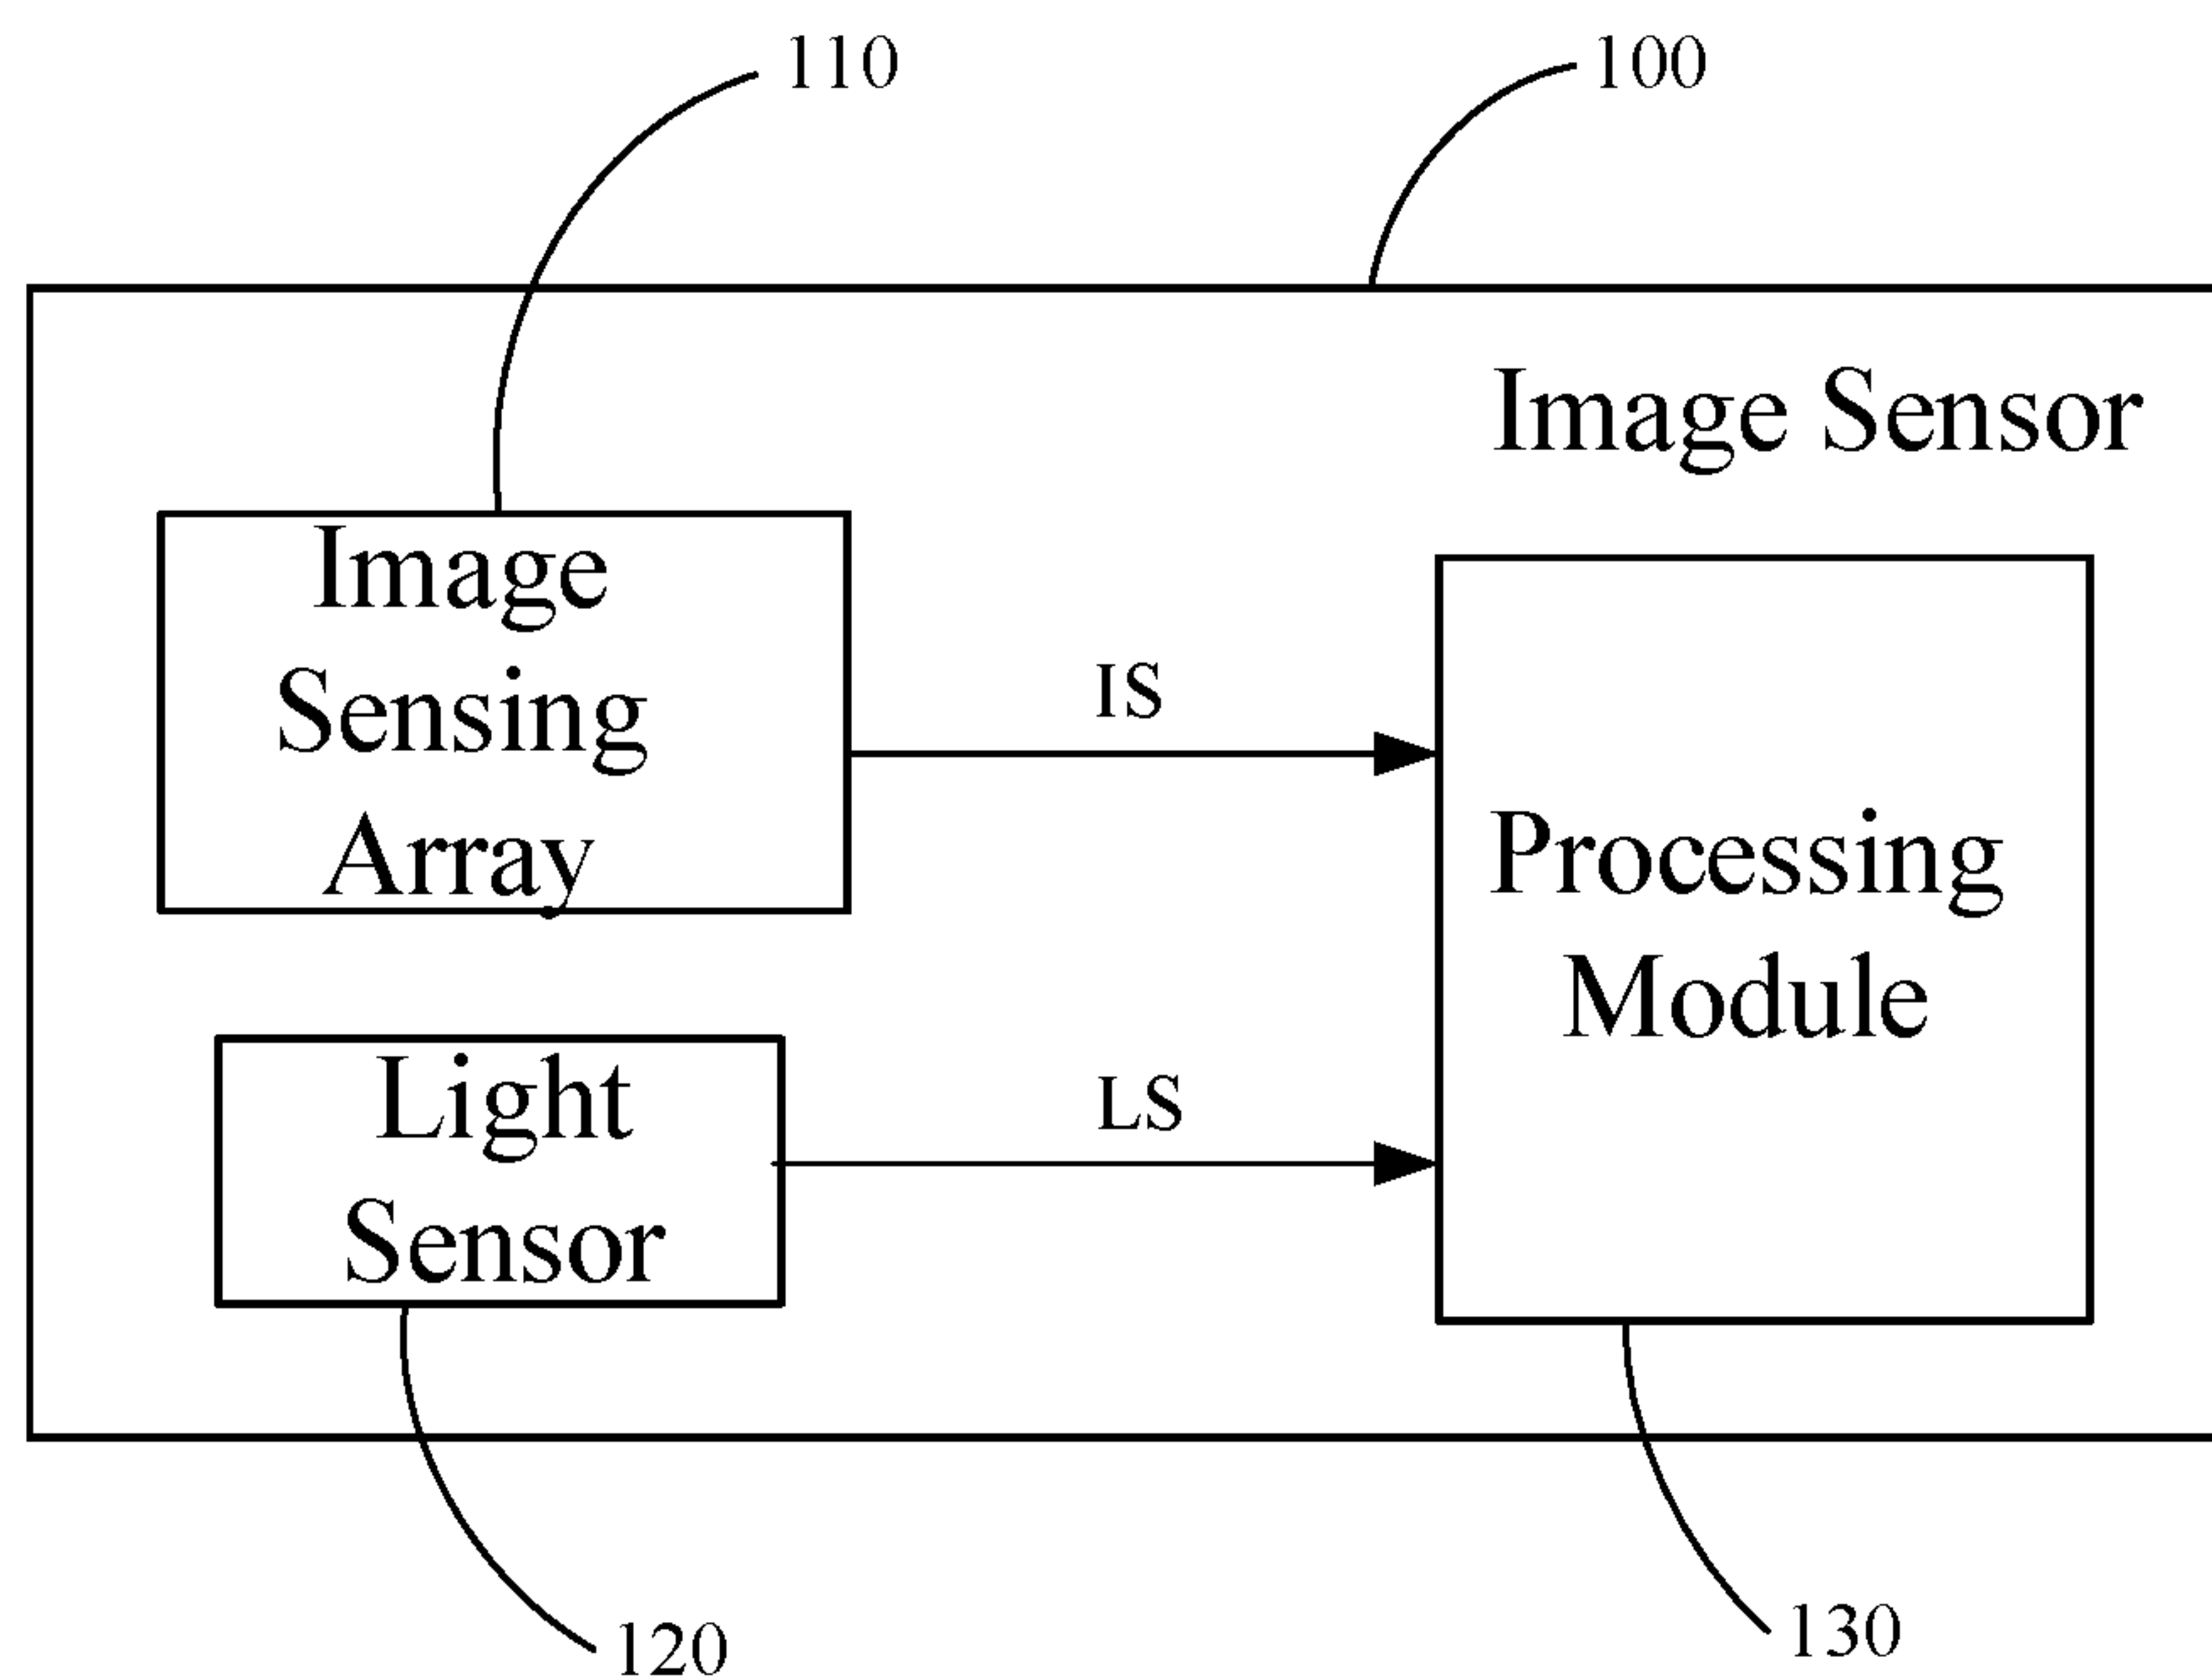 110
100
Image Sensor
Image
Sensing
Array
IS
Processing
Module
Light
Sensor
LS
120
130